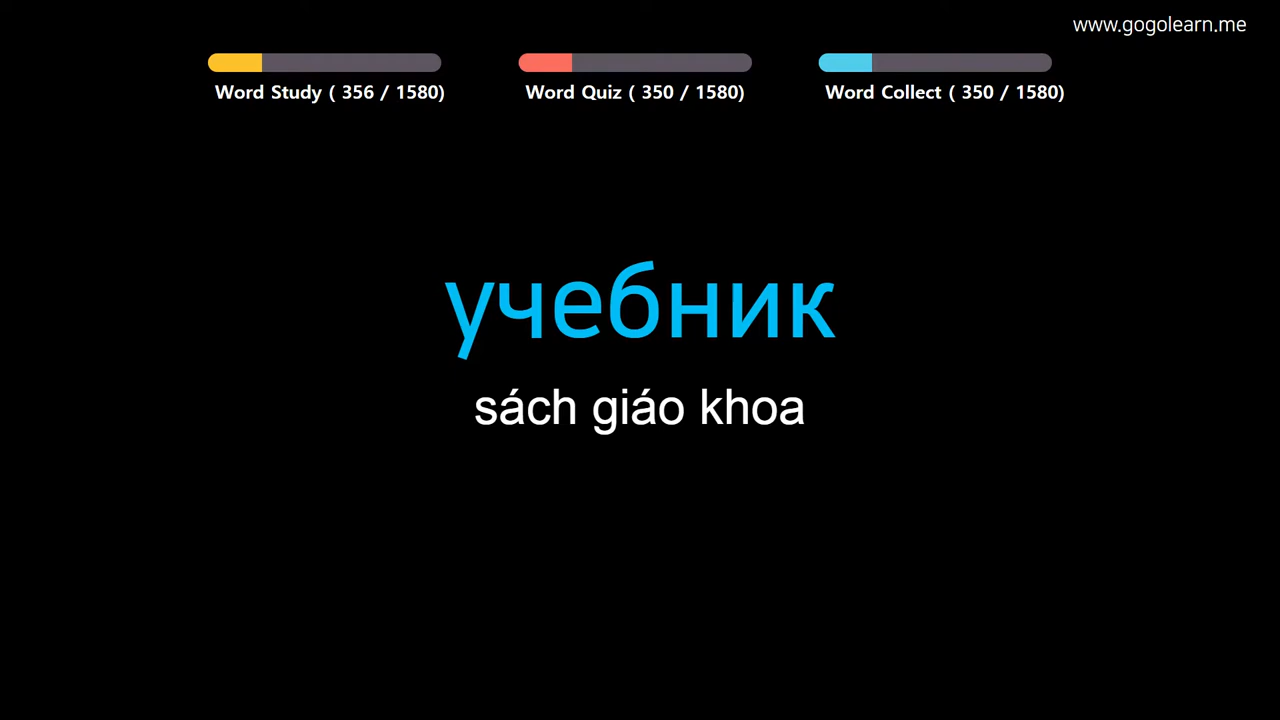 www.gogolearn.me
Word Study ( 356 / 1580)
Word Quiz ( 350 / 1580)
Word Collect ( 350 / 1580)
учебник
sách giáo khoa